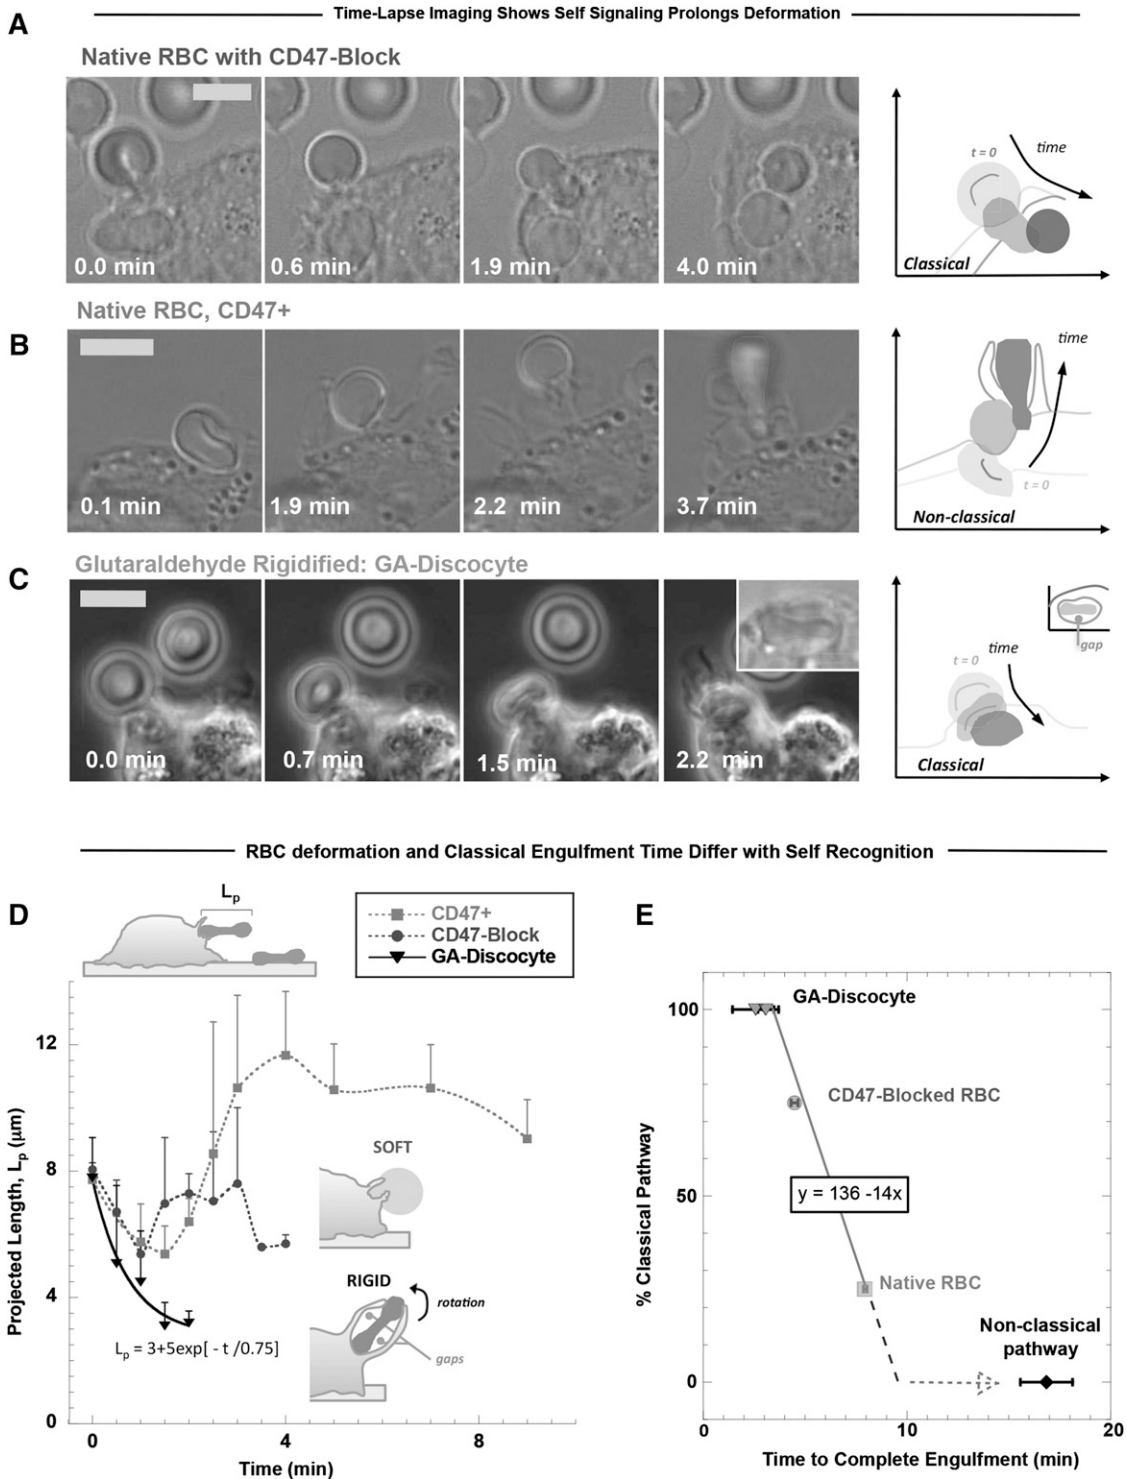 Time-Lapse Imaging Shows Self Signaling Prolongs Deformation
A
Native RBC with CD47-Block
0.0 min
0.6 min
1.9 min
4.0 min
t = 0
time
Classical
Native RBC, CD47+
B
0.1 min
1.9 min
2.2 min
3.7 min
time
t = 0
Non-classical
Glutaraldehyde Rigidified: GA-Discocyte
C
0.0 min
0.7 min
1.5 min
2.2 min
gap
time
t = 0
Classical
RBC deformation and Classical Engulfment Time Differ with Self Recognition
D
Lp
CD47+
CD47-Block
GA-Discocyte
Projected Length, Lp (µm)
12
8
4
0
SOFT
RIGID
rotation
gaps
Lp = 3+5exp[ - t /0.75]
0
4
8
Time (min)
E
% Classical Pathway
100
50
0
GA-Discocyte
CD47-Blocked RBC
y = 136 -14x
Native RBC
Non-classical
pathway
0
10
20
Time to Complete Engulfment (min)